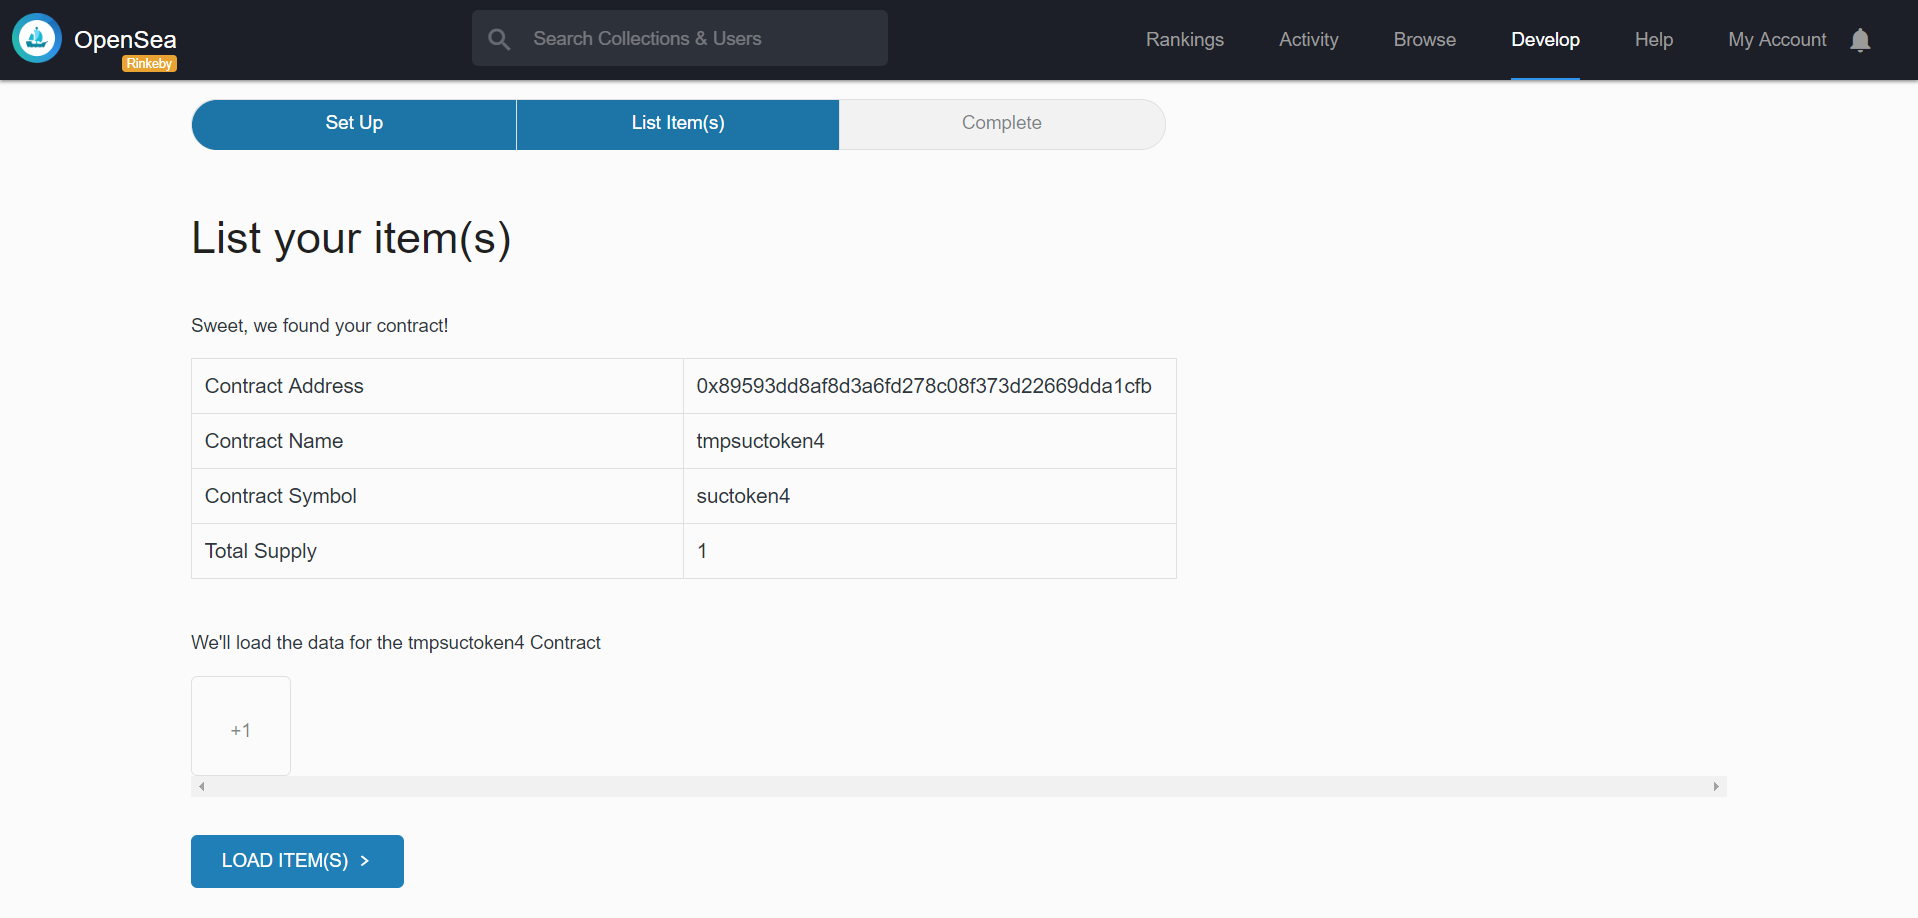 OpenSea
Rinkeby
Search Collections & Users
Rankings
Activity
Browse
Develop
Help
My Account
Set Up
List Item(s)
Complete
List your item(s)
Sweet, we found your contract!
Contract Address 0x89593dd8af8d3a6fd278c08f373d22669dda1cfb
Contract Name tmpsuctoken4
Contract Symbol suctoken4
Total Supply 1
We'll load the data for the tmpsuctoken4 Contract
+1
LOAD ITEM(S) >